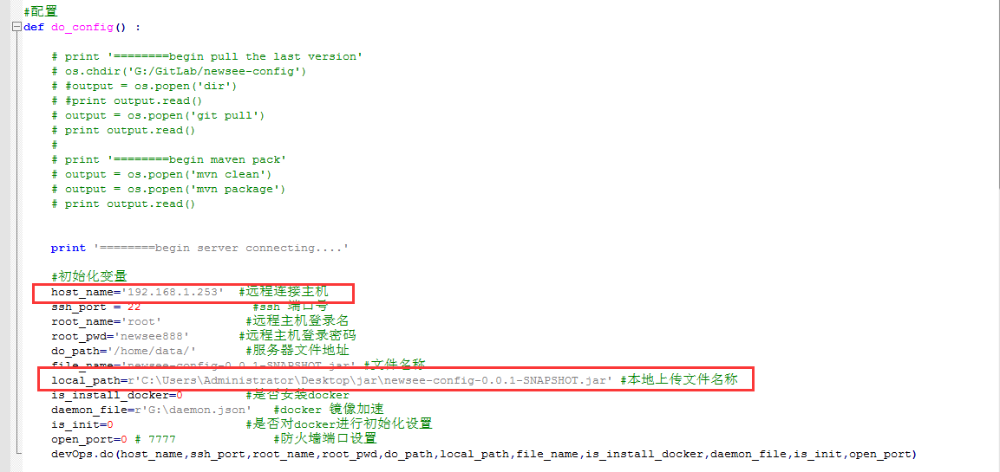 #配置
def do_config() :
# print '========begin pull the last version'
# os.chdir('G:/GitLab/newsee-config')
# #output = os.popen('dir')
# #print output.read()
# output = os.popen('git pull')
# print output.read()
#
# print '========begin maven pack'
# output = os.popen('mvn clean')
# output = os.popen('mvn package')
# print output.read()
print '========begin server connecting....'
#初始化变量
host_name='192.168.1.253' #远程连接主机
ssh_port = 22 #ssh 端口号
root_name='root' #远程主机登录名
root_pwd='newsee888' #远程主机登录密码
do_path='/home/data/' #服务器文件地址
file_name='newsee-config-0.0.1-SNAPSHOT.jar' #文件名称
local_path=r'C:\Users\Administrator\Desktop\jar\newsee-config-0.0.1-SNAPSHOT.jar' #本地上传文件名称
is_install_docker=0 #是否安装docker
daemon_file=r'G:\daemon.json' #docker 镜像加速
is_init=0 #是否对docker进行初始化设置
open_port=0 # 7777 #防火墙端口设置
devOps.do(host_name,ssh_port,root_name,root_pwd,do_path,local_path,file_name,is_install_docker,daemon_file,is_init,open_port)